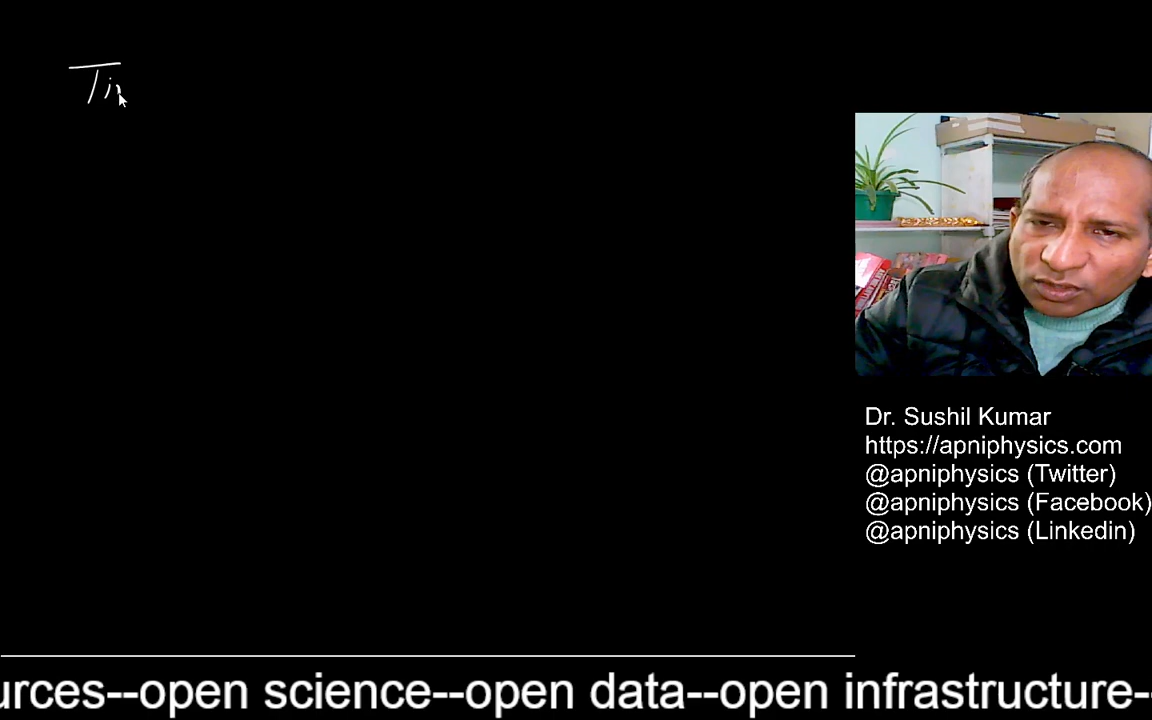 Ti
Dr. Sushil Kumar
https://apniphysics.com
@apniphysics (Twitter)
@apniphysics (Facebook)
@apniphysics (Linkedin)
urces--open science--open data--open infrastructure--